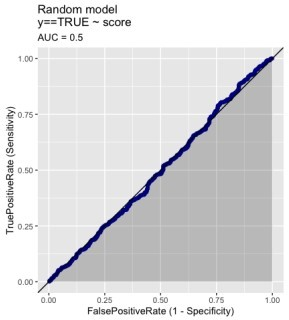 Random model
y==TRUE ~ score
AUC = 0.5
1.00
0.75
0.50
0.25
0.00
TruePositiveRate (Sensitivity)
0.00 0.25 0.50 0.75 1.00
FalsePositiveRate (1 - Specificity)